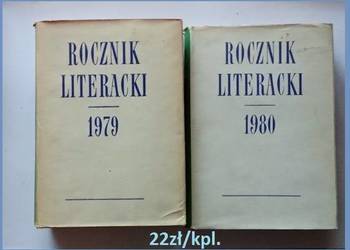 ROCZNIK
LITERACKI
1979
ROCZNIK
LITERACKI
1980
22zł/kpl.